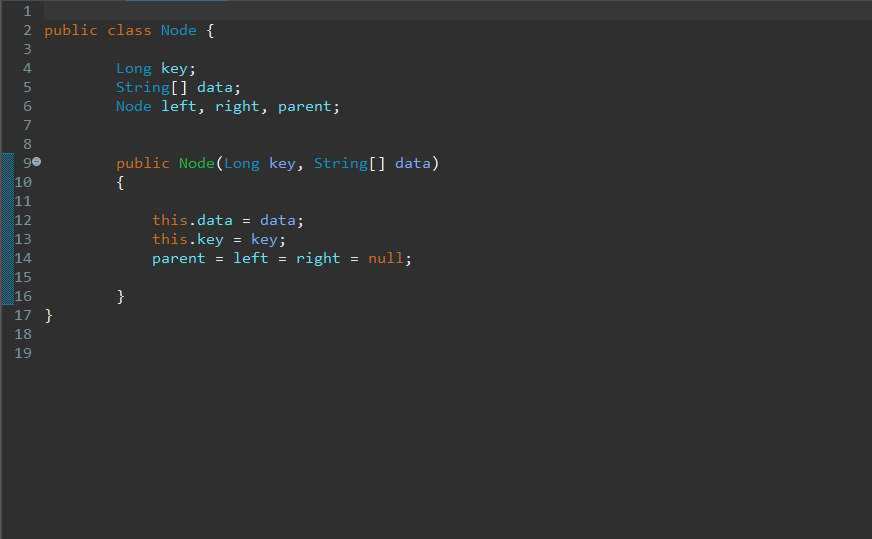 1
2 public class Node {
3
4 Long key;
5 String[] data;
6 Node left, right, parent;
7
8
9 public Node(Long key, String[] data)
10 {
11
12 this.data = data;
13 this.key = key;
14 parent = left = right = null;
15
16 }
17 }
18
19